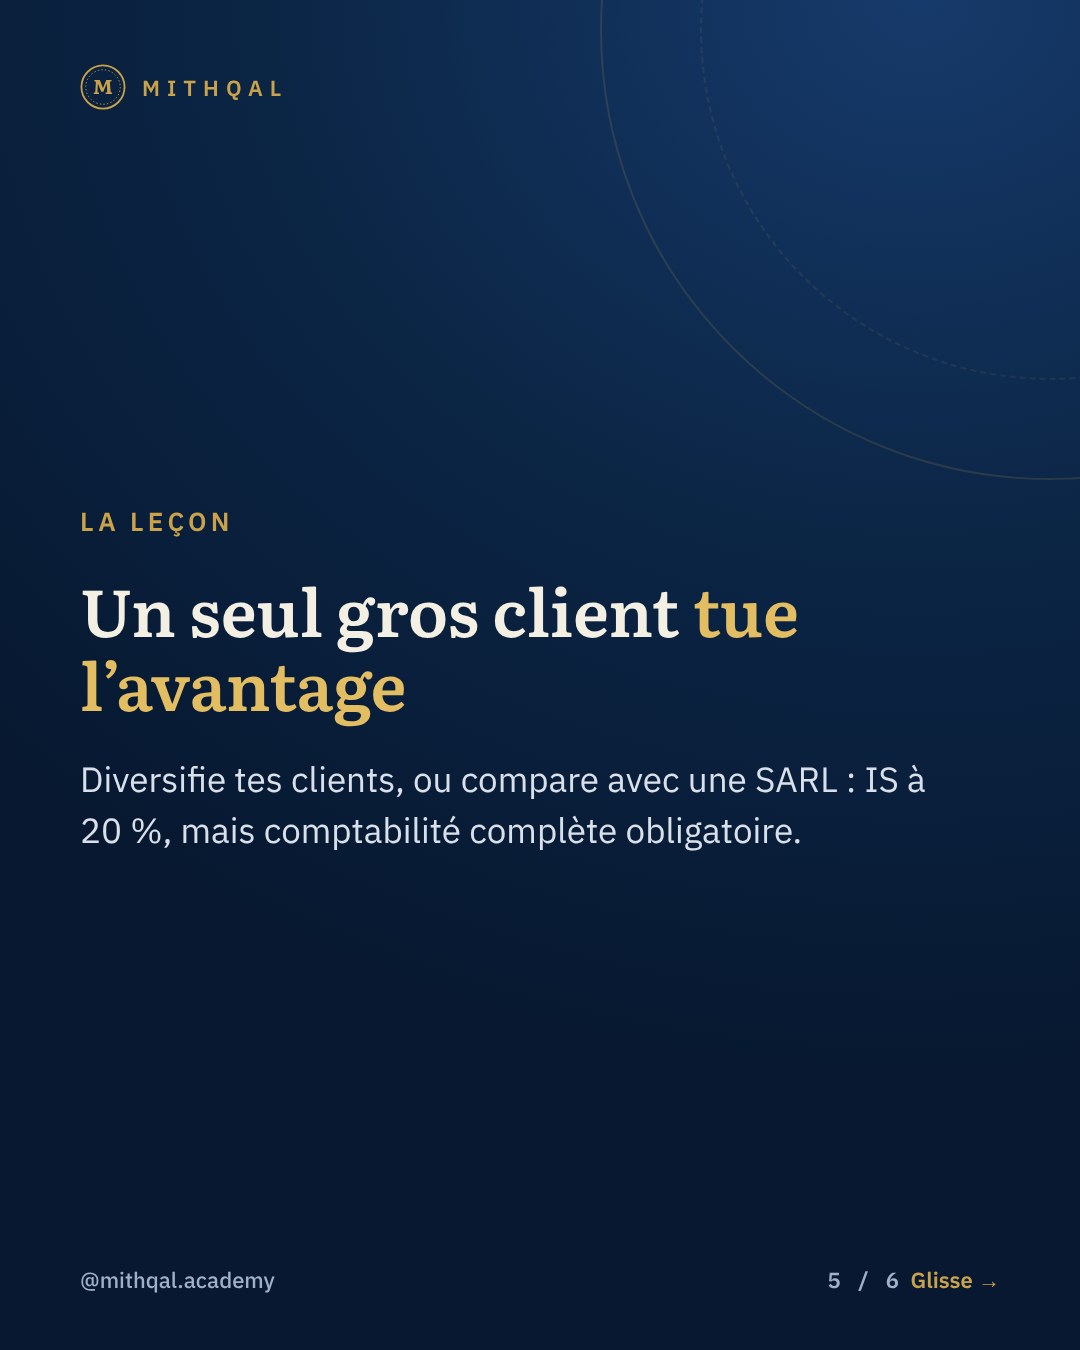 M MITHQAL
LA LEÇON
Un seul gros client tue
l’avantage
Diversifie tes clients, ou compare avec une SARL : IS à
20 %, mais comptabilité complète obligatoire.
@mithqal.academy
5 / 6 Glisse →